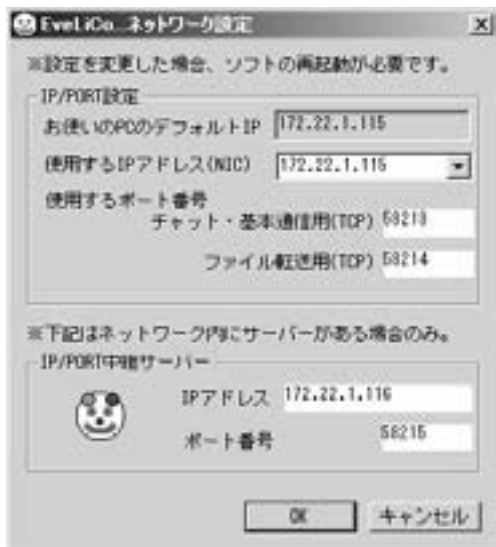 EveLiCo ネットワーク設定
※設定を変更した場合、ソフトの再起動が必要です。
IP/PORT設定
お使いのPCのデフォルトIP 172.22.1.115
使用するIPアドレス(NIC) 172.22.1.115
使用するポート番号
チャット・基本通信用(TCP) 58213
ファイル転送用(TCP) 58214
※下記はネットワーク内にサーバーがある場合のみ。
IP/PORT中継サーバー
IPアドレス 172.22.1.116
ポート番号 58215
OK キャンセル